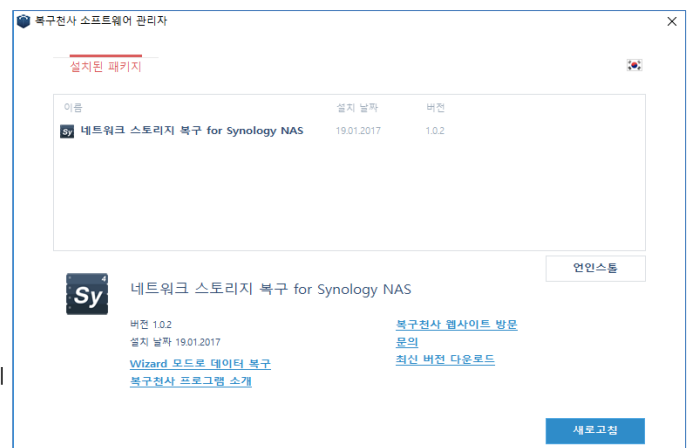 복구천사 소프트웨어 관리자
설치된 패키지
이름 설치 날짜 버전
Sy 네트워크 스토리지 복구 for Synology NAS 19.01.2017 1.0.2
언인스톨
4
Sy
네트워크 스토리지 복구 for Synology NAS
버전 1.0.2
설치 날짜 19.01.2017
Wizard 모드로 데이터 복구
복구천사 프로그램 소개
복구천사 웹사이트 방문
문의
최신 버전 다운로드
새로고침